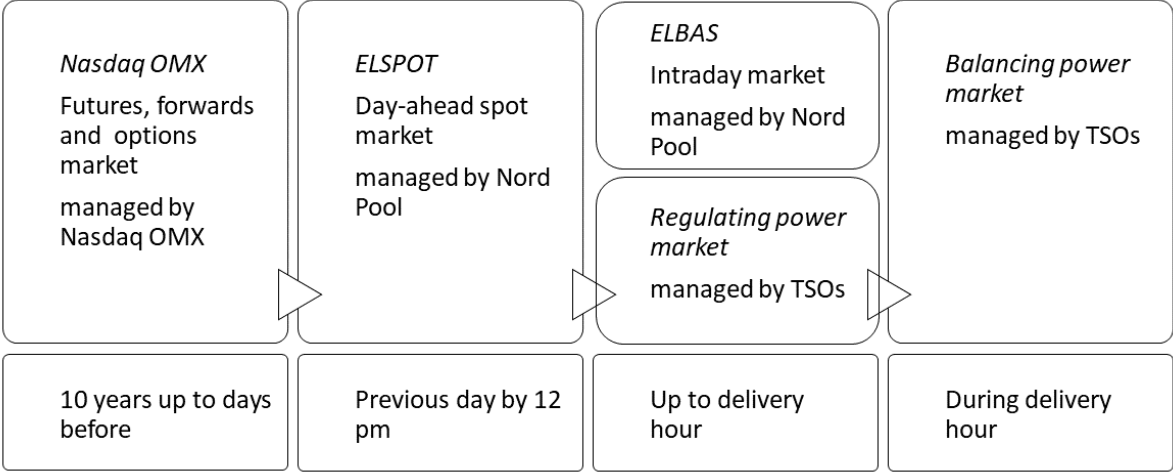 Nasdaq OMX
Futures, forwards
and options
market
managed by
Nasdaq OMX
ELSPOT
Day-ahead spot
market
managed by Nord
Pool
ELBAS
Intraday market
managed by Nord
Pool
Regulating power
market
managed by TSOs
Balancing power
market
managed by TSOs
10 years up to days
before
Previous day by 12
pm
Up to delivery
hour
During delivery
hour